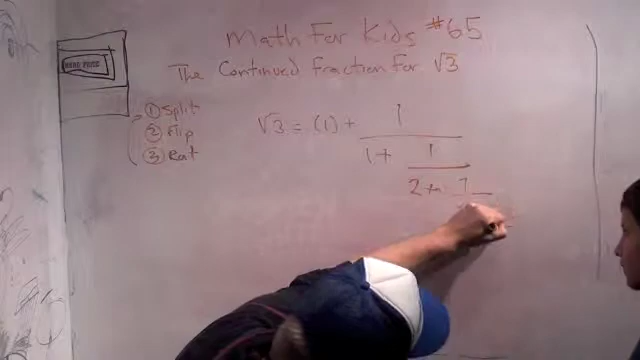 Math For Kids #65
The Continued Fraction for √3
① Split
② Flip
③ Rat
√3 = (1) + 1
1 + 1
2 + 1